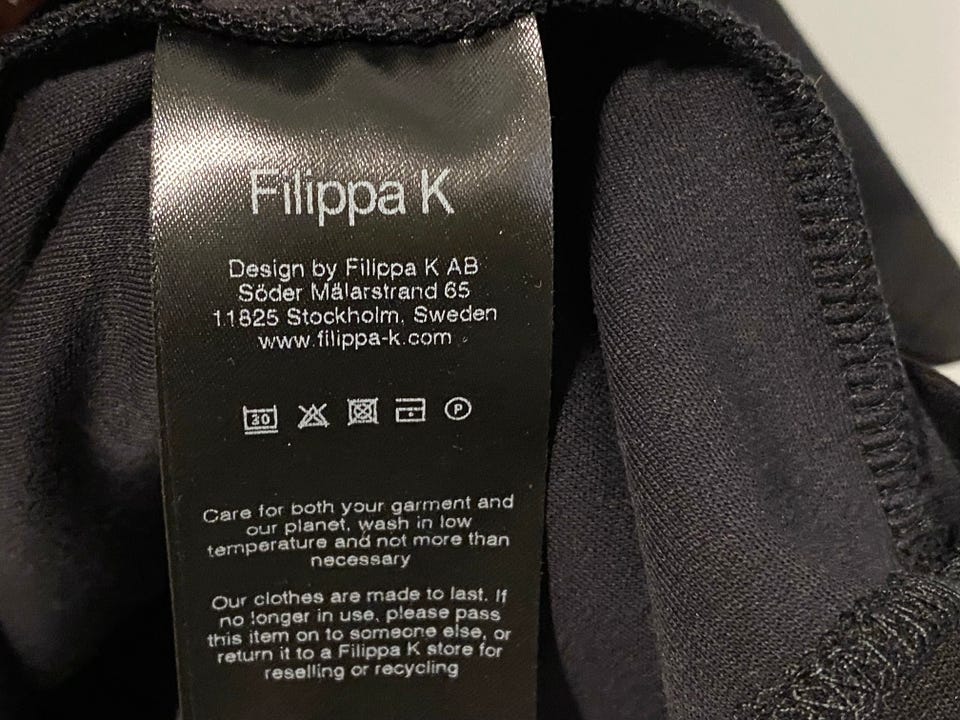 Filippa K
Design by Filippa K AB
Söder Mälarstrand 65
11825 Stockholm, Sweden
www.filippa-k.com
30
P
Care for both your garment and
our planet, wash in low
temperature and not more than
necessary
Our clothes are made to last. If
no longer in use, please pass
this item on to someone else, or
return it to a Filippa K store for
reselling or recycling